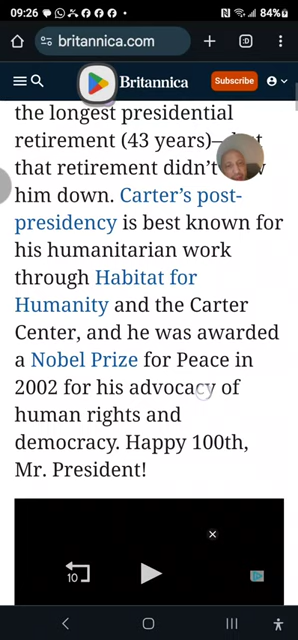 09:26
84%
britannica.com
:D
Britannica
Subscribe
the longest presidential
retirement (43 years)—
that retirement didn't
him down. Carter's post-
presidency is best known for
his humanitarian work
through Habitat for
Humanity and the Carter
Center, and he was awarded
a Nobel Prize for Peace in
2002 for his advocacy of
human rights and
democracy. Happy 100th,
Mr. President!
10